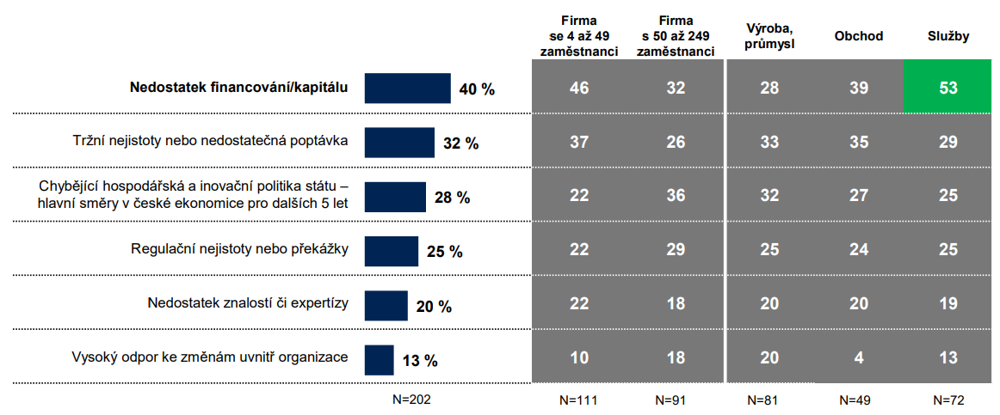 Firma
se 4 až 49
zaměstnanci
Firma
s 50 až 249
zaměstnanci
Výroba,
průmysl
Obchod
Služby
Nedostatek financování/kapitálu 40 % 46 32 28 39 53
Tržní nejistoty nebo nedostatečná poptávka 32 % 37 26 33 35 29
Chybějící hospodářská a inovační politika státu –
hlavní směry v české ekonomice pro dalších 5 let 28 % 22 36 32 27 25
Regulační nejistoty nebo překážky 25 % 22 29 25 24 25
Nedostatek znalostí či expertízy 20 % 22 18 20 20 19
Vysoký odpor ke změnám uvnitř organizace 13 % 10 18 20 4 13
N=202 N=111 N=91 N=81 N=49 N=72